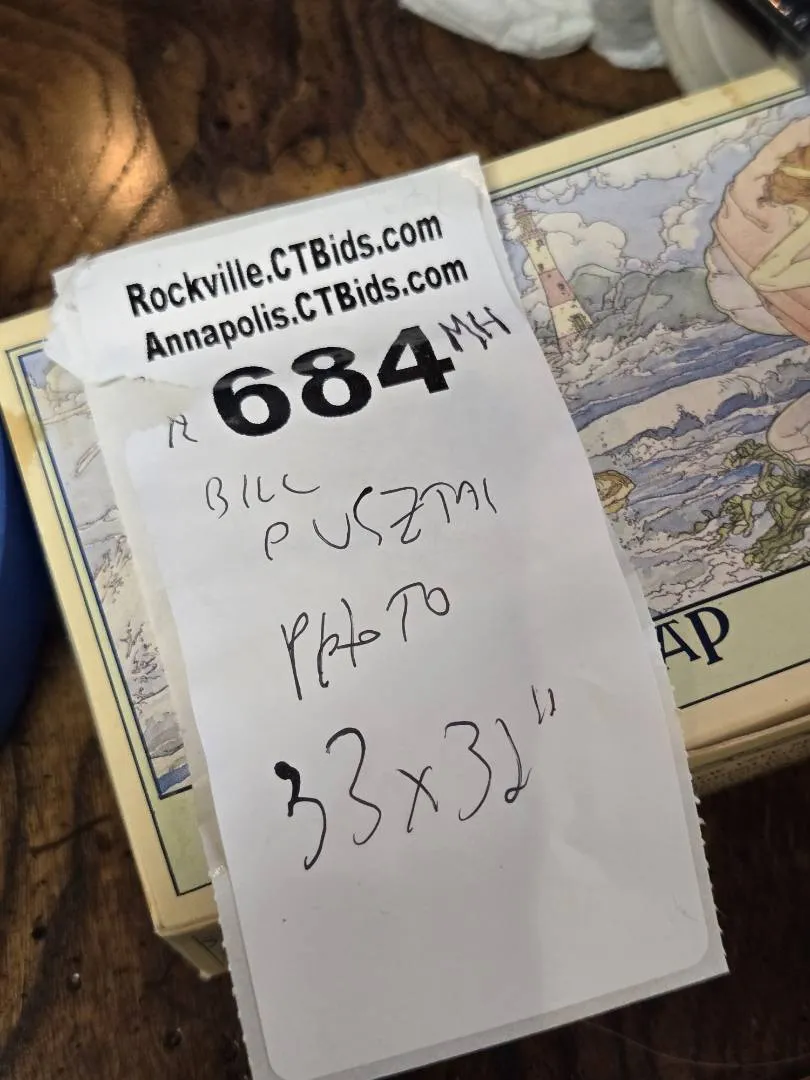 Rockville.CTBids.com
Annapolis.CTBids.com
684 MH
R
BILL
PUSZTAI
PHOTO
33x32"
AP